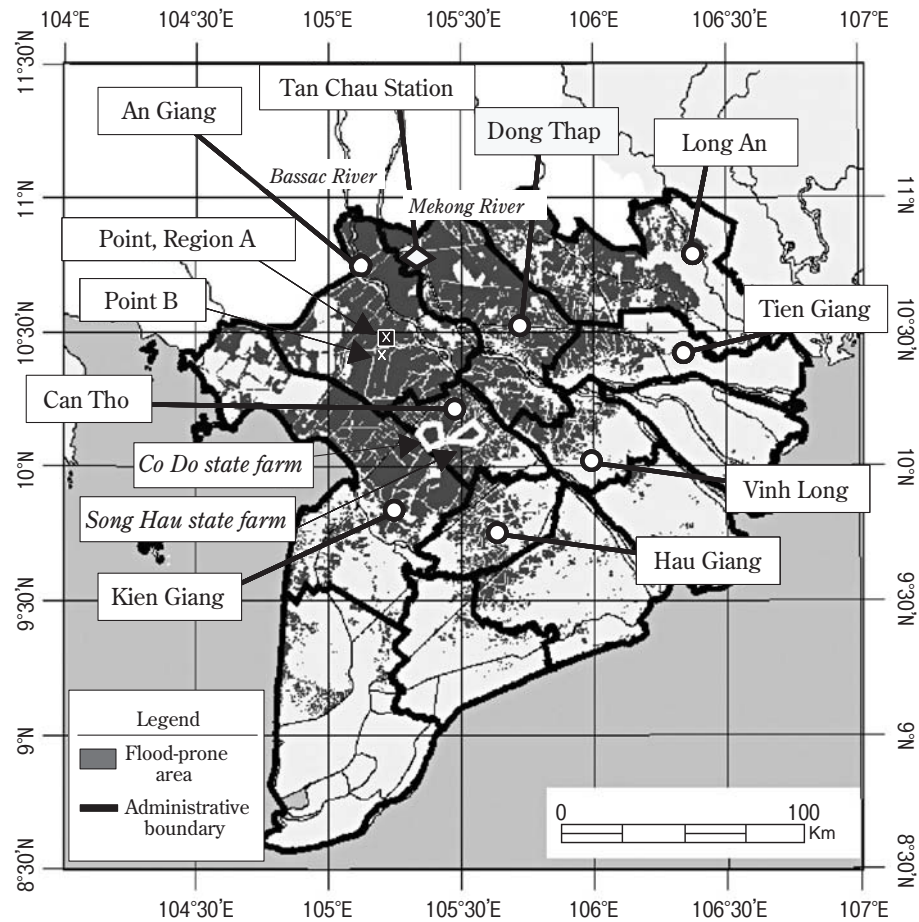 104°E
104°30′E
105°E
105°30′E
106°E
106°30′E
107°E
11°30′N
11°N
10°30′N
10°N
9°30′N
9°N
8°30′N
Tan Chau Station
An Giang
Dong Thap
Long An
Bassac River
Mekong River
Point, Region A
Point B
Tien Giang
x
x
Can Tho
Co Do state farm
Vinh Long
Song Hau state farm
Hau Giang
Kien Giang
Legend
Flood-prone
area
Administrative
boundary
0
100
Km
11°30′N
11°N
10°30′N
10°N
9°30′N
9°N
8°30′N
104°30′E
104°E
105°E
105°30′E
106°E
106°30′E
107°E